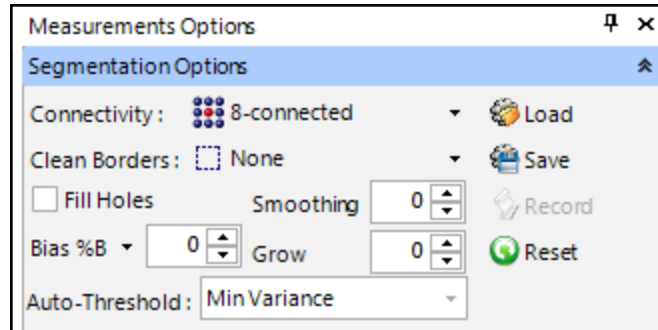 Measurements Options
Segmentation Options
Connectivity : 8-connected Load
Clean Borders : None Save
Fill Holes Smoothing 0 Record
Bias %B 0 Grow 0 Reset
Auto-Threshold : Min Variance